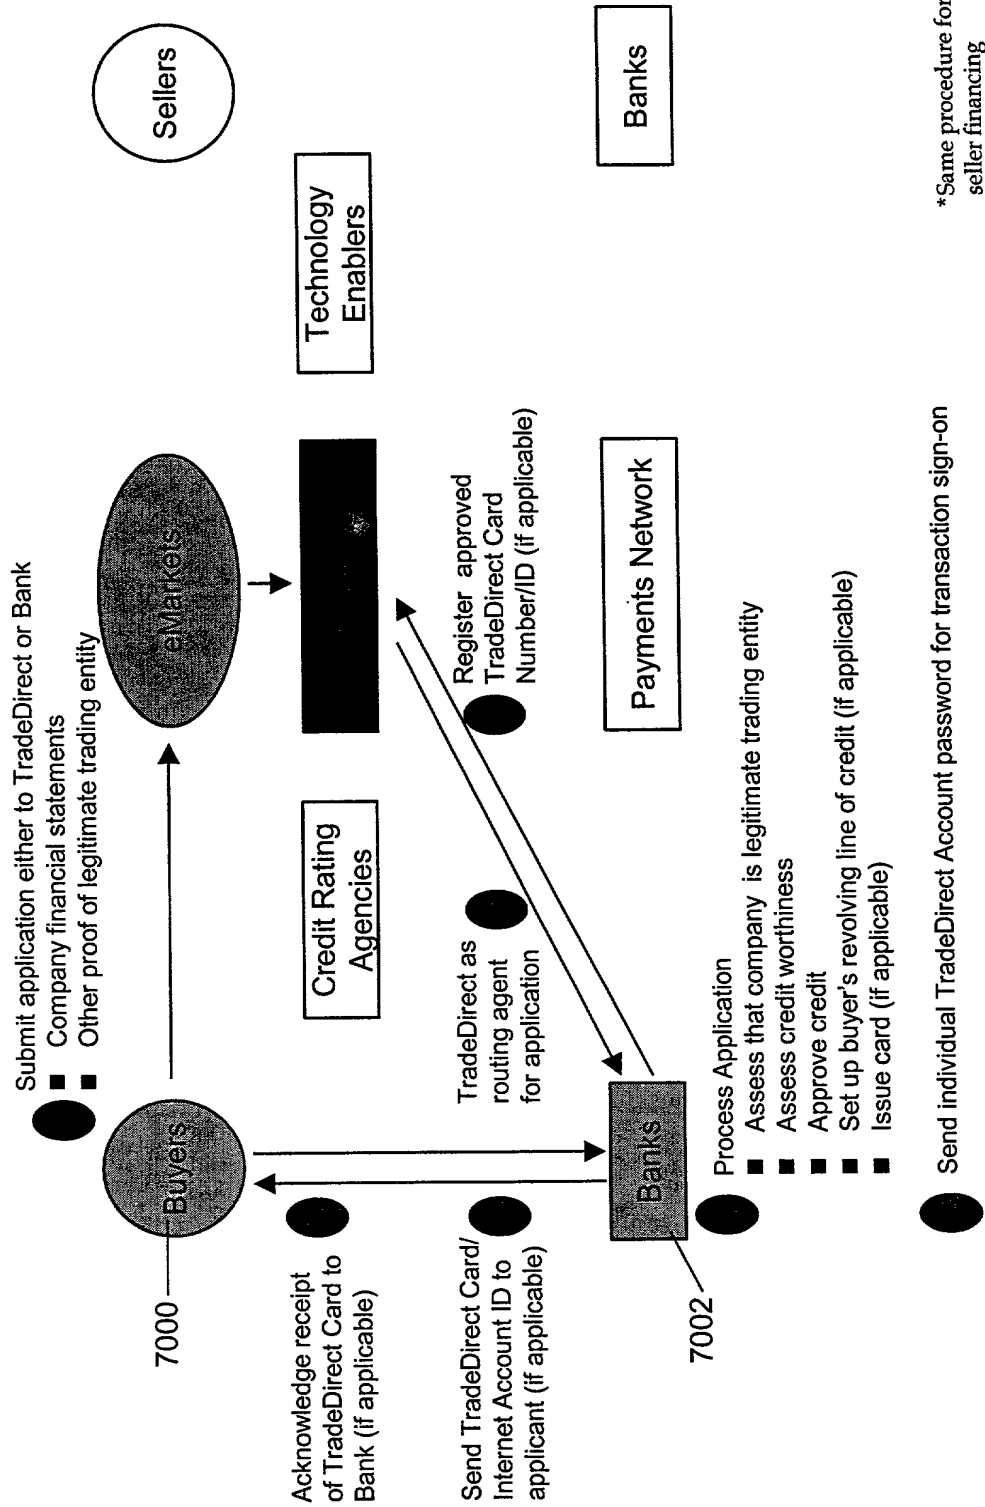 Submit application either to TradeDirect or Bank
■ Company financial statements
■ Other proof of legitimate trading entity
7000
Buyers
eMarkets
Sellers
Acknowledge receipt
of TradeDirect Card to
Bank (if applicable)
Credit Rating
Agencies
Technology
Enablers
Send TradeDirect Card/
Internet Account ID to
applicant (if applicable)
TradeDirect as
routing agent
for application
Register approved
TradeDirect Card
Number/ID (if applicable)
7002
Banks
Payments Network
Banks
Process Application
■ Assess that company is legitimate trading entity
■ Assess credit worthiness
■ Approve credit
■ Set up buyer's revolving line of credit (if applicable)
■ Issue card (if applicable)
Send individual TradeDirect Account password for transaction sign-on
*Same procedure for
seller financing